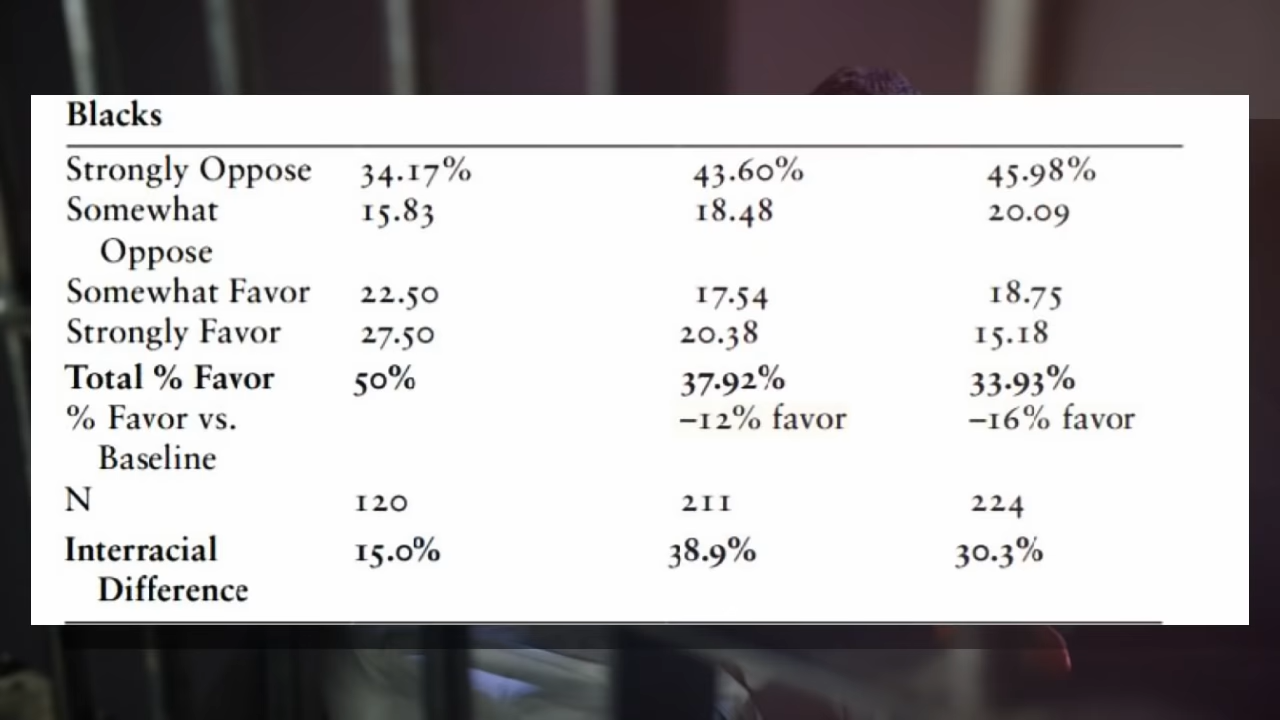 Blacks
Strongly Oppose 34.17% 43.60% 45.98%
Somewhat 15.83 18.48 20.09
Oppose
Somewhat Favor 22.50 17.54 18.75
Strongly Favor 27.50 20.38 15.18
Total % Favor 50% 37.92% 33.93%
% Favor vs. –12% favor –16% favor
Baseline
N 120 211 224
Interracial 15.0% 38.9% 30.3%
Difference